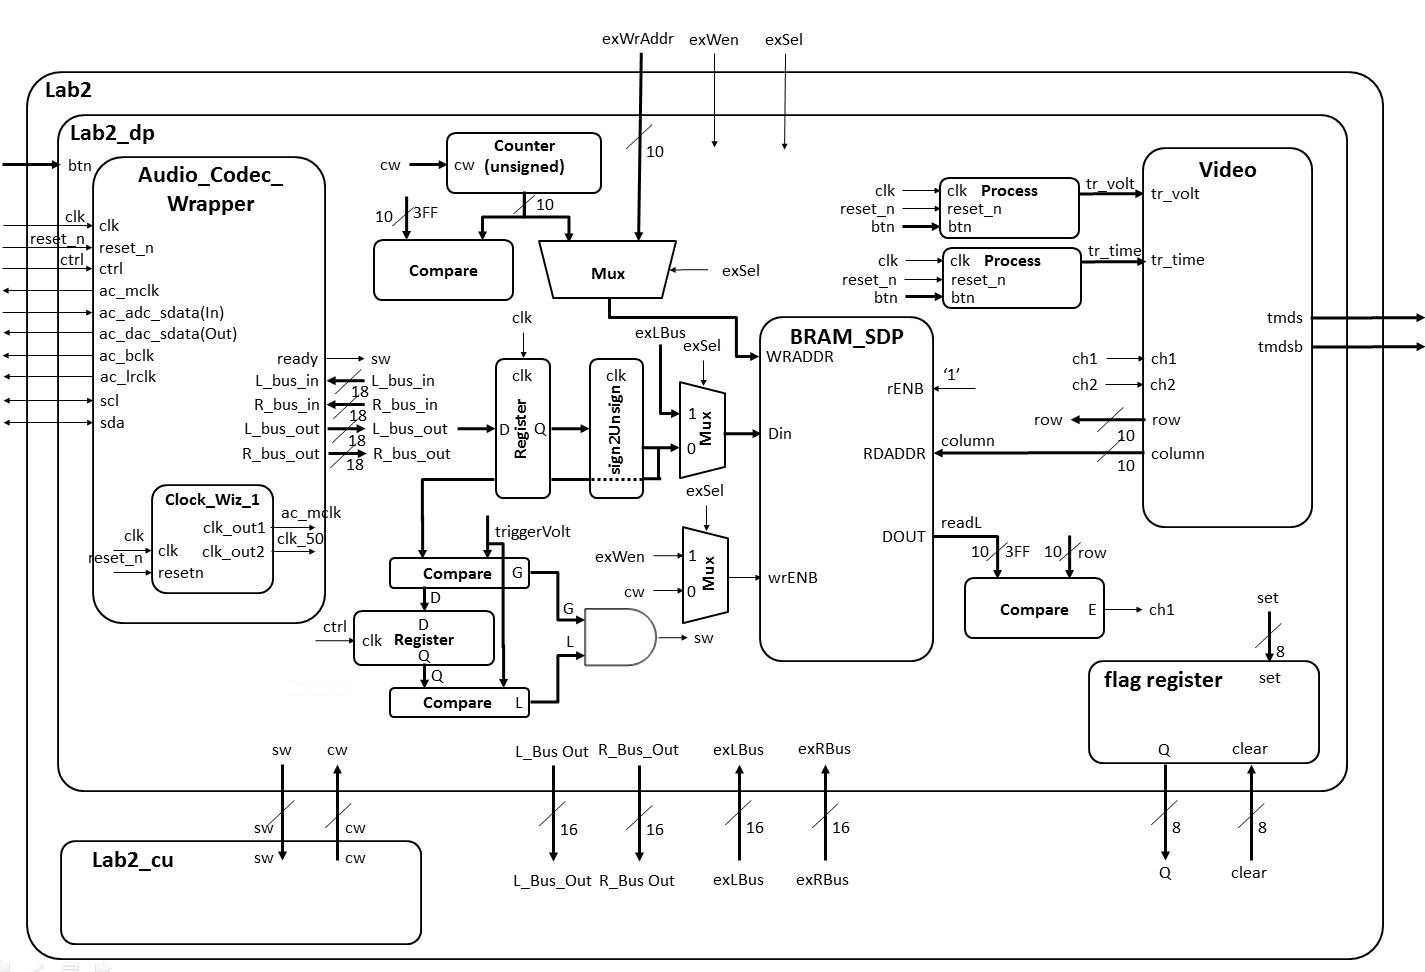 exWrAddr exWen exSel
Lab2
Lab2_dp
btn
Audio_Codec_
Wrapper
clk clk
reset_n reset_n
ctrl ctrl
ac_mclk
ac_adc_sdata(In)
ac_dac_sdata(Out)
ac_bclk
ac_lrclk
scl
sda
ready sw
L_bus_in 18 L_bus_in
R_bus_in 18 R_bus_in
L_bus_out 18 L_bus_out
R_bus_out 18 R_bus_out
Clock_Wiz_1
clk clk
reset_n resetn
clk_out1 ac_mclk
clk_out2 clk_50
cw cw
Counter
(unsigned)
10
10 3FF
Compare
10
Mux
exSel
clk
clk
D Register Q
clk
sign2Unsign
exLBus
exSel
1
0
Mux
exSel
exWen 1
cw 0
Mux
triggerVolt
Compare G
D
D
ctrl clk Register
Q
Q
Compare L
G
L
sw
BRAM_SDP
WRADDR
rENB '1'
Din
RDADDR column
DOUT readL
wrENB
10 3FF 10 row
Compare E ch1
clk clk Process tr_volt
reset_n reset_n
btn btn
clk clk Process tr_time
reset_n reset_n
btn btn
Video
tr_volt
tr_time
tmds
tmdsb
ch1 ch1
ch2 ch2
row 10 row
10 column
set
8
flag register set
Q clear
8 8
Q clear
sw cw
sw cw
sw cw
Lab2_cu
L_Bus Out R_Bus_Out exLBus exRBus
16 16 16 16
L_Bus_Out R_Bus Out exLBus exRBus